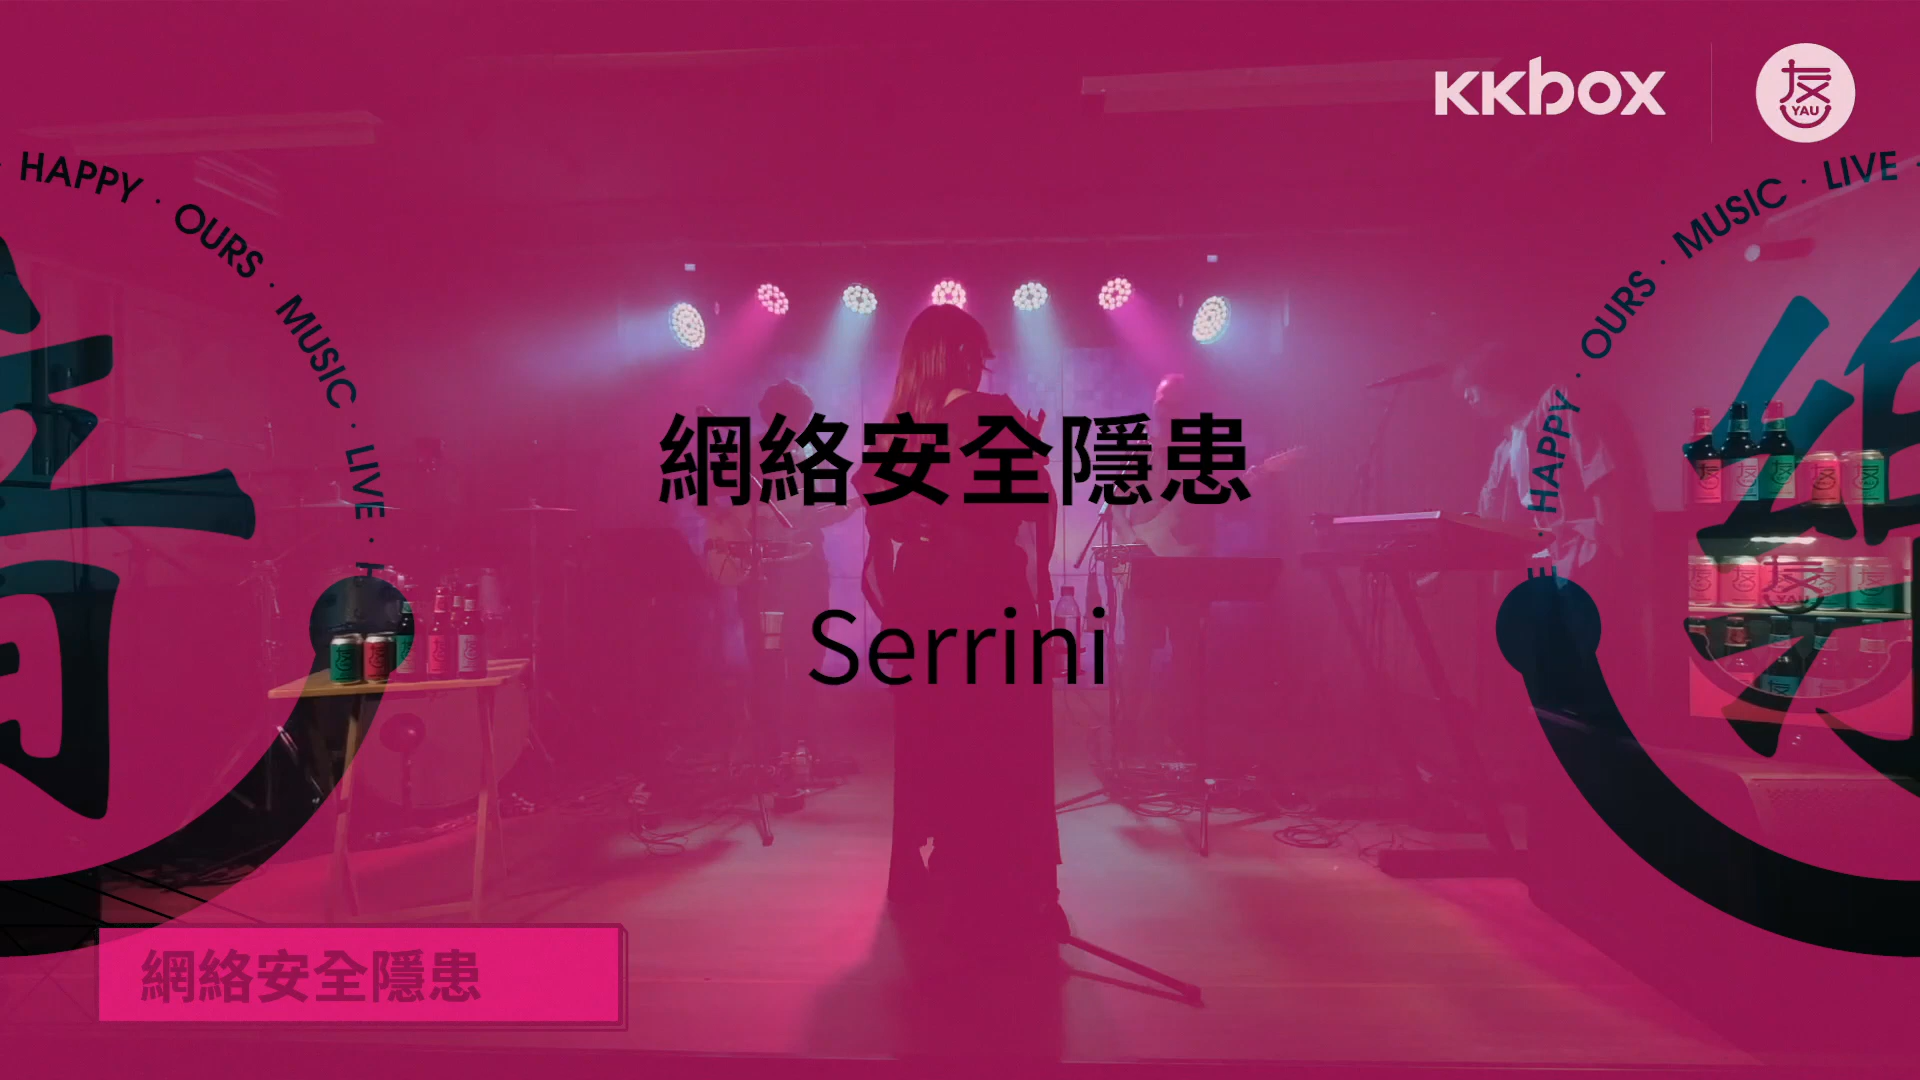 KKBOX
友
YAU
HAPPY · OURS · MUSIC · LIVE · H
LIVE · HAPPY · OURS · MUSIC · LIVE ·
網絡安全隱患
Serrini
網絡安全隱患